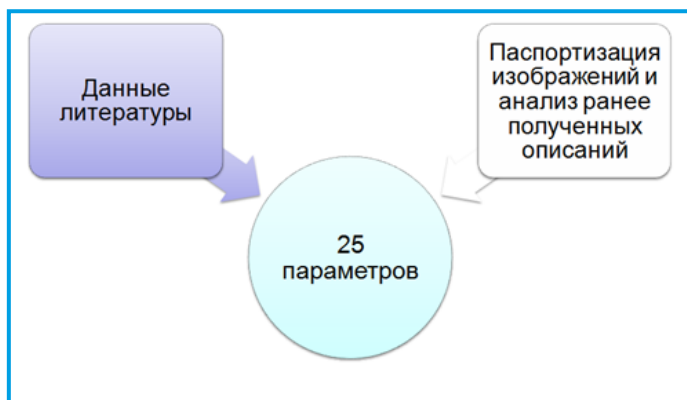 Данные
литературы
Паспортизация
изображений и
анализ ранее
полученных
описаний
25
параметров